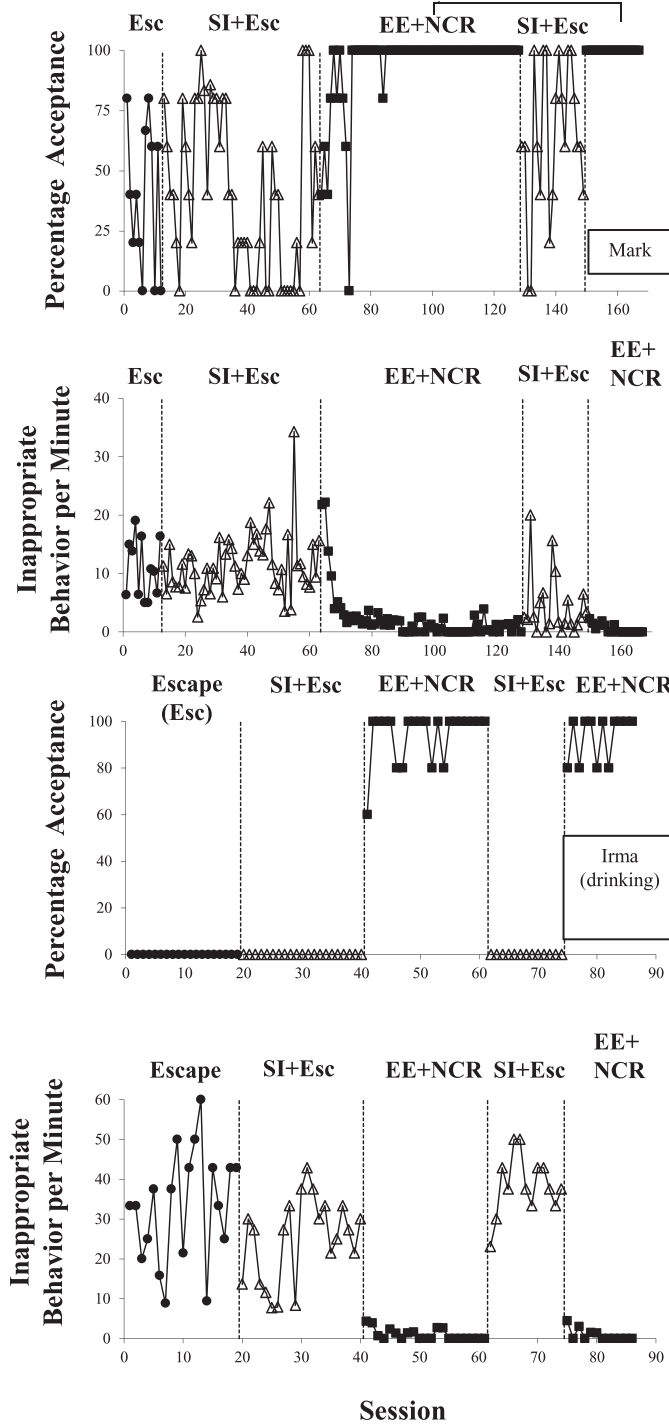 Esc SI+Esc EE+NCR SI+Esc
Percentage Acceptance
100
75
50
25
0
Mark
0 20 40 60 80 100 120 140 160
Esc SI+Esc EE+NCR SI+Esc EE+
NCR
Inappropriate
Behavior per Minute
40
30
20
10
0
0 20 40 60 80 100 120 140 160
Escape
(Esc)
SI+Esc EE+NCR SI+Esc EE+NCR
Percentage Acceptance
100
80
60
40
20
0
Irma
(drinking)
0 10 20 30 40 50 60 70 80 90
Escape SI+Esc EE+NCR SI+Esc EE+
NCR
Inappropriate
Behavior per Minute
60
50
40
30
20
10
0
0 10 20 30 40 50 60 70 80 90
Session